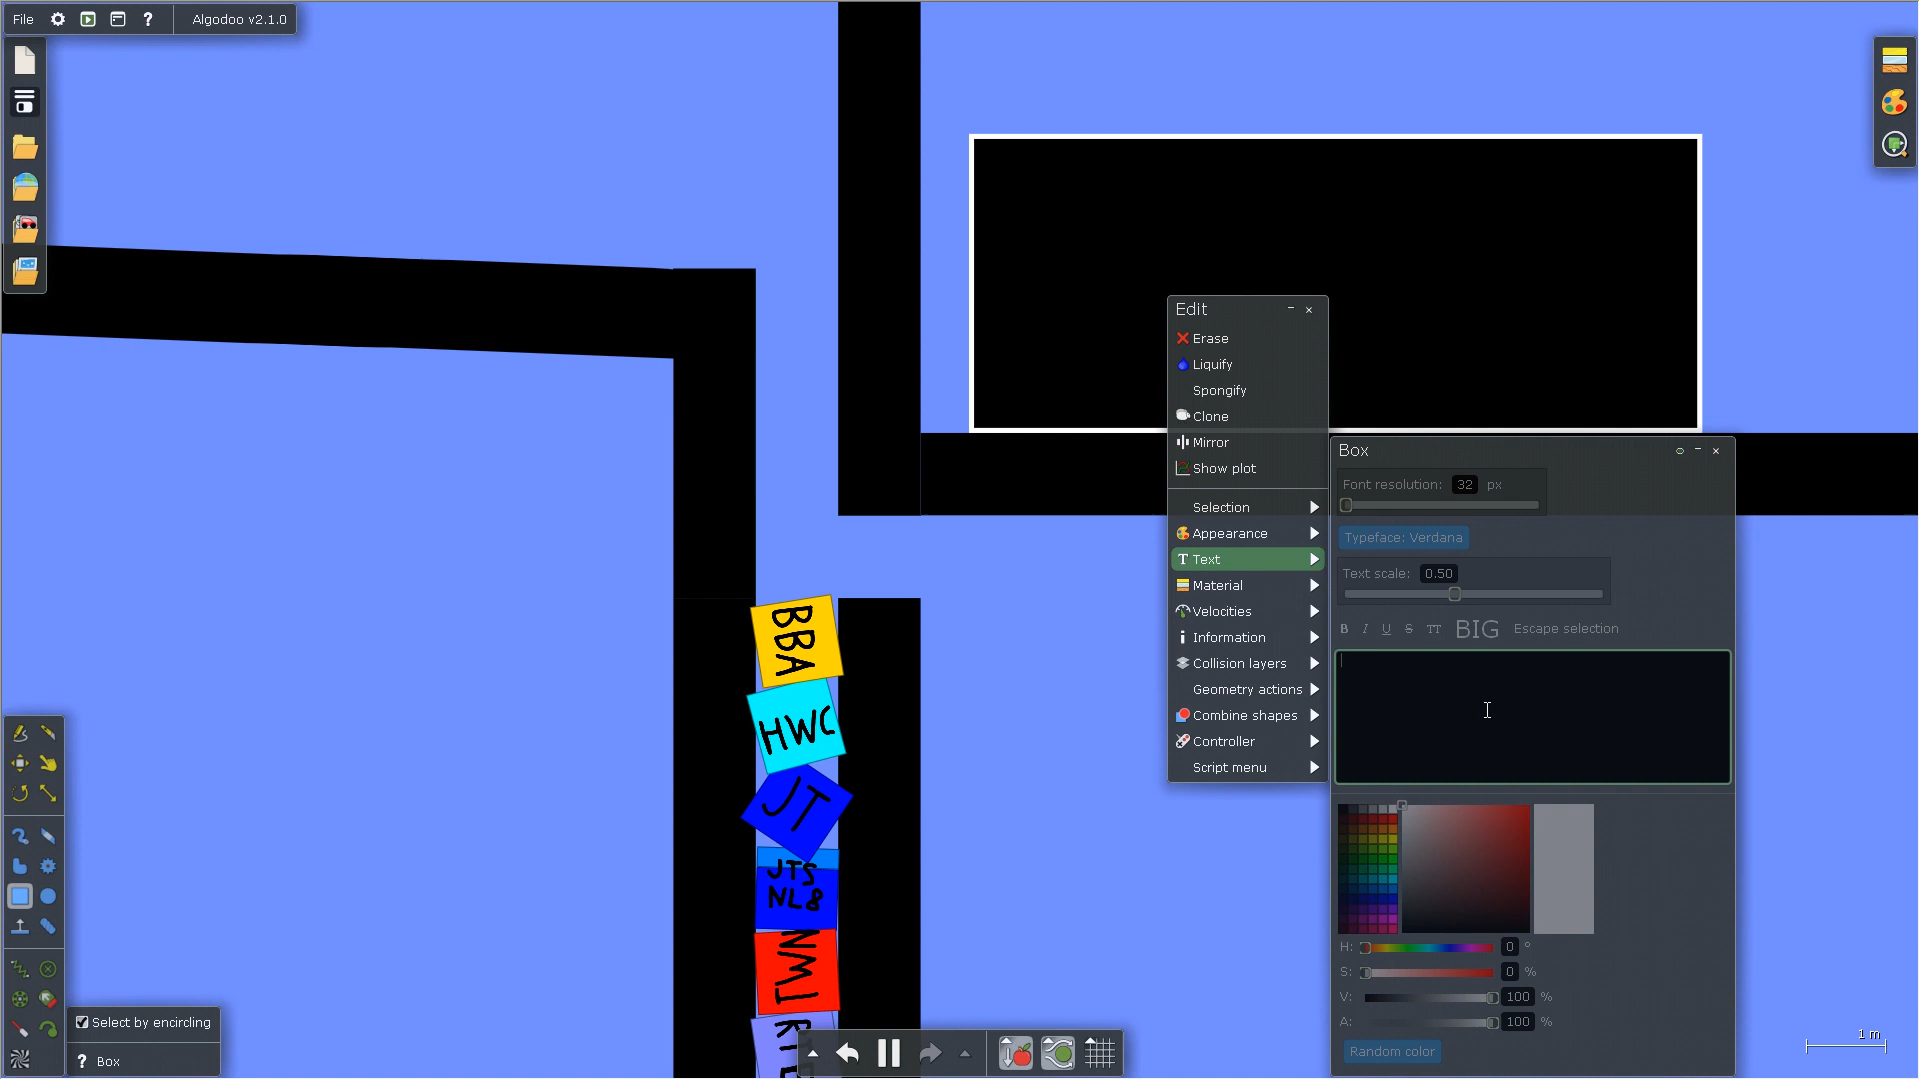 File ? Algodoo v2.1.0
Edit
Erase
Liquify
Spongify
Clone
Mirror
Show plot
Selection
Appearance
T Text
Material
Velocities
Information
Collision layers
Geometry actions
Combine shapes
Controller
Script menu
Box
Font resolution: 32 px
Typeface: Verdana
Text scale: 0.50
B I U S TT BIG Escape selection
H: 0 °
S: 0 %
V: 100 %
A: 100 %
Random color
BBA
HWC
JT
JTS
NL8
Select by encircling
? Box
1 m